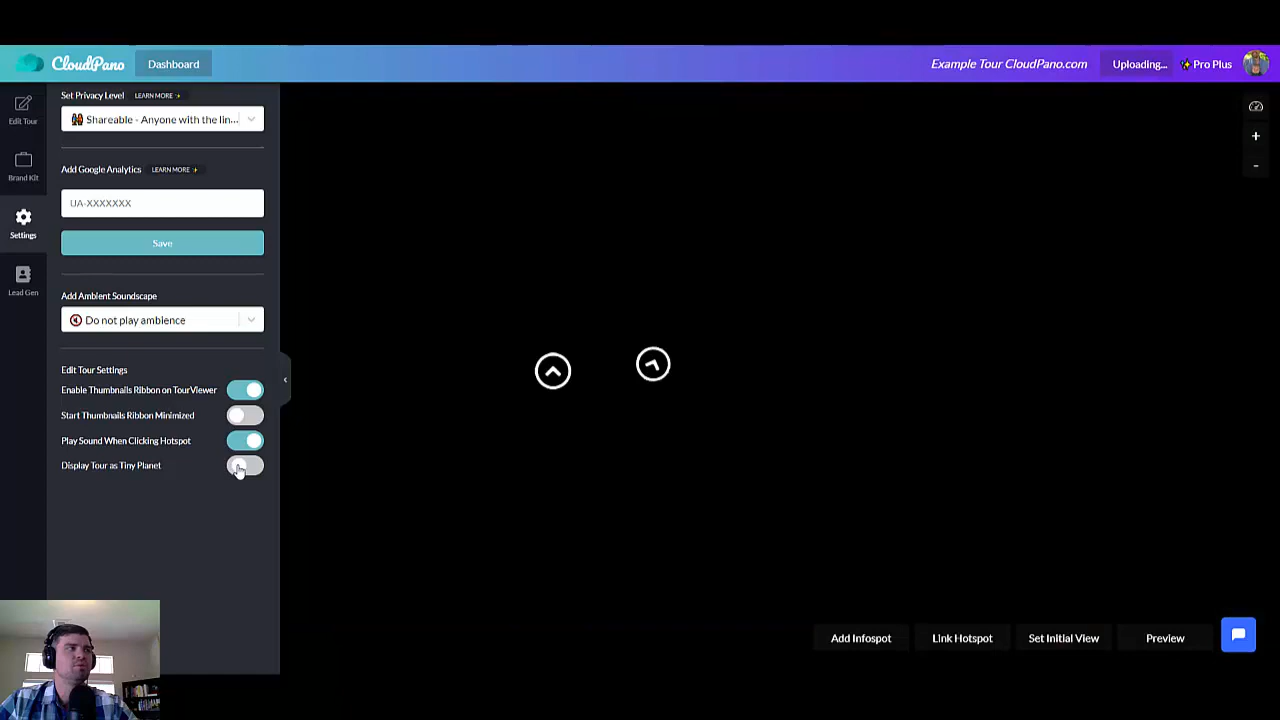 CloudPano
Dashboard
Example Tour CloudPano.com
Uploading...
✨ Pro Plus
Edit Tour
Brand Kit
Settings
Lead Gen
Set Privacy Level
LEARN MORE ✨
Shareable - Anyone with the lin...
Add Google Analytics
LEARN MORE ✨
UA-XXXXXXX
Save
Add Ambient Soundscape
Do not play ambience
Edit Tour Settings
Enable Thumbnails Ribbon on TourViewer
Start Thumbnails Ribbon Minimized
Play Sound When Clicking Hotspot
Display Tour as Tiny Planet
+
-
Add Infospot
Link Hotspot
Set Initial View
Preview